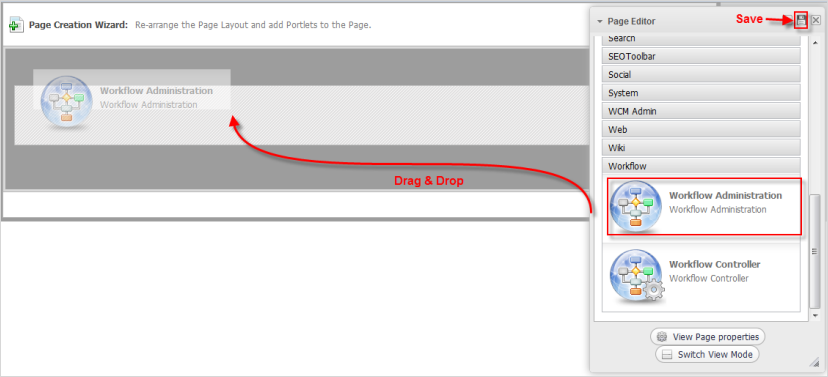 Page Creation Wizard: Re-arrange the Page Layout and add Portlets to the Page.
Workflow Administration
Workflow Administration
Drag & Drop
Page Editor
Save
Search
SEOToolbar
Social
System
WCM Admin
Web
Wiki
Workflow
Workflow Administration
Workflow Administration
Workflow Controller
Workflow Controller
View Page properties
Switch View Mode